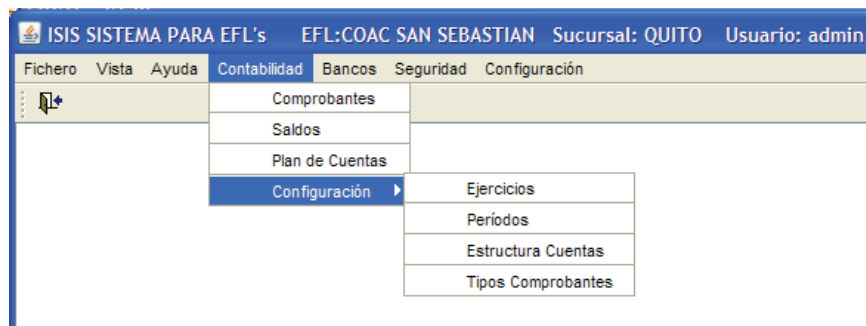 ISIS SISTEMA PARA EFL's EFL:COAC SAN SEBASTIAN Sucursal: QUITO Usuario: admin
Fichero Vista Ayuda Contabilidad Bancos Seguridad Configuración
Comprobantes
Saldos
Plan de Cuentas
Configuración
Ejercicios
Períodos
Estructura Cuentas
Tipos Comprobantes